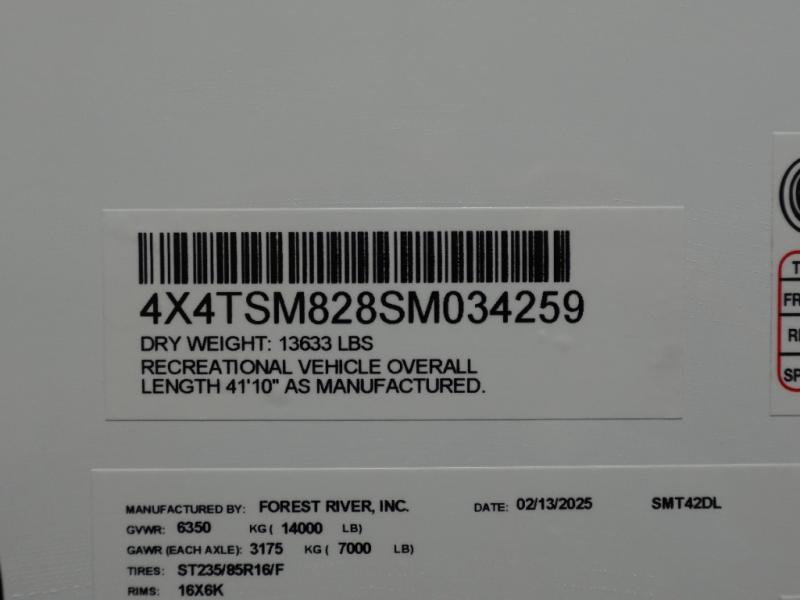 4X4TSM828SM034259
DRY WEIGHT: 13633 LBS
RECREATIONAL VEHICLE OVERALL
LENGTH 41'10" AS MANUFACTURED.
MANUFACTURED BY: FOREST RIVER, INC. DATE: 02/13/2025 SMT42DL
GVWR: 6350 KG ( 14000 LB)
GAWR (EACH AXLE): 3175 KG ( 7000 LB)
TIRES: ST235/85R16/F
RIMS: 16X6K